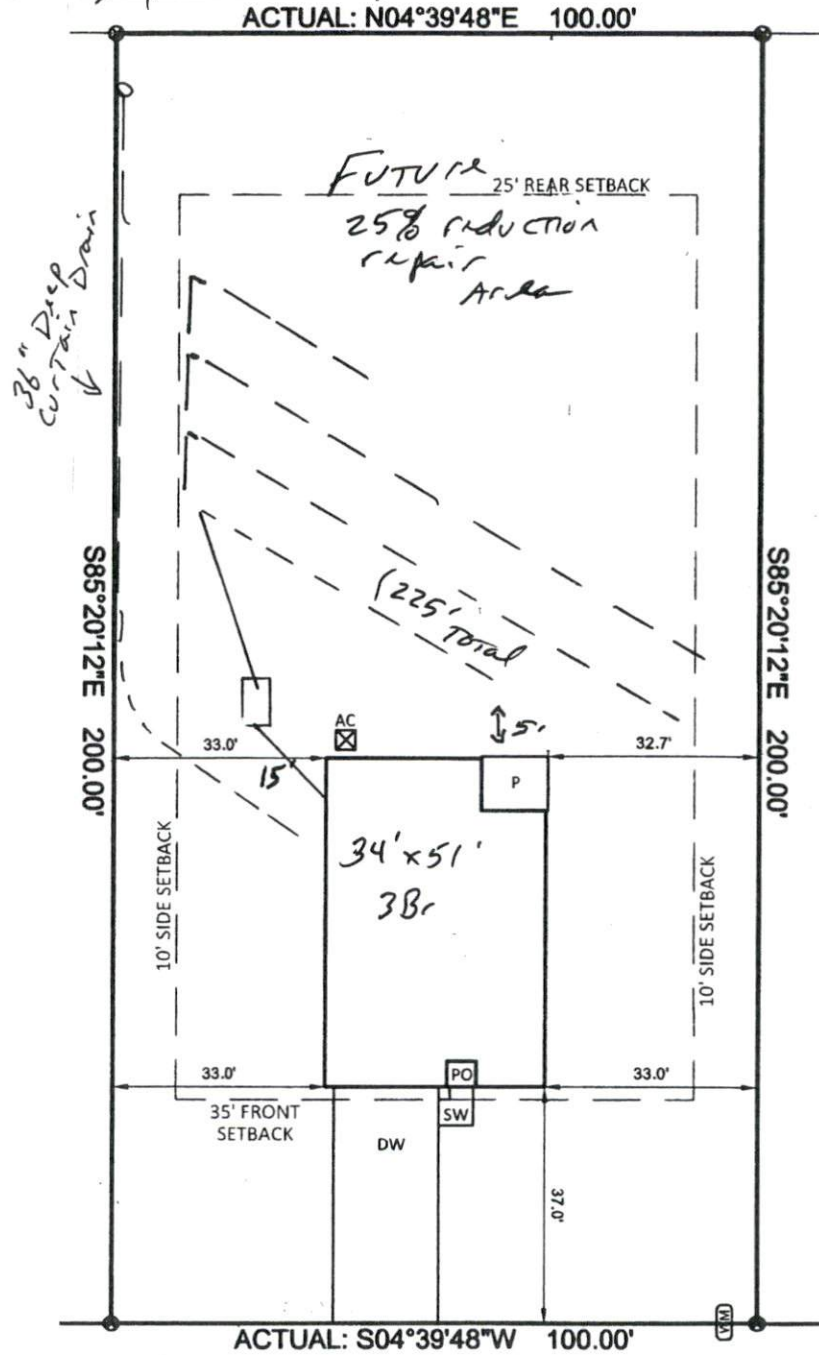 ACTUAL: N04°39'48"E 100.00'
Future
25' REAR SETBACK
25% reduction
repair
Area
36" Deep
Curtain Drain
S85°20'12"E 200.00'
S85°20'12"E 200.00'
(225'
Total
AC
5'
33.0'
32.7'
15'
P
34' x 51'
3Br
10' SIDE SETBACK
10' SIDE SETBACK
33.0'
PO
33.0'
35' FRONT
SETBACK
SW
DW
37.0'
WM
ACTUAL: S04°39'48"W 100.00'